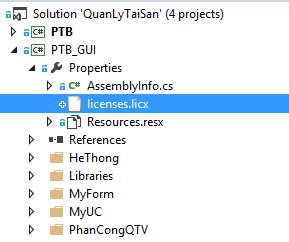 Solution 'QuanLyTaiSan' (4 projects)
C# PTB
C# PTB_GUI
Properties
C# AssemblyInfo.cs
licenses.licx
Resources.resx
References
HeThong
Libraries
MyForm
MyUC
PhanCongQTV